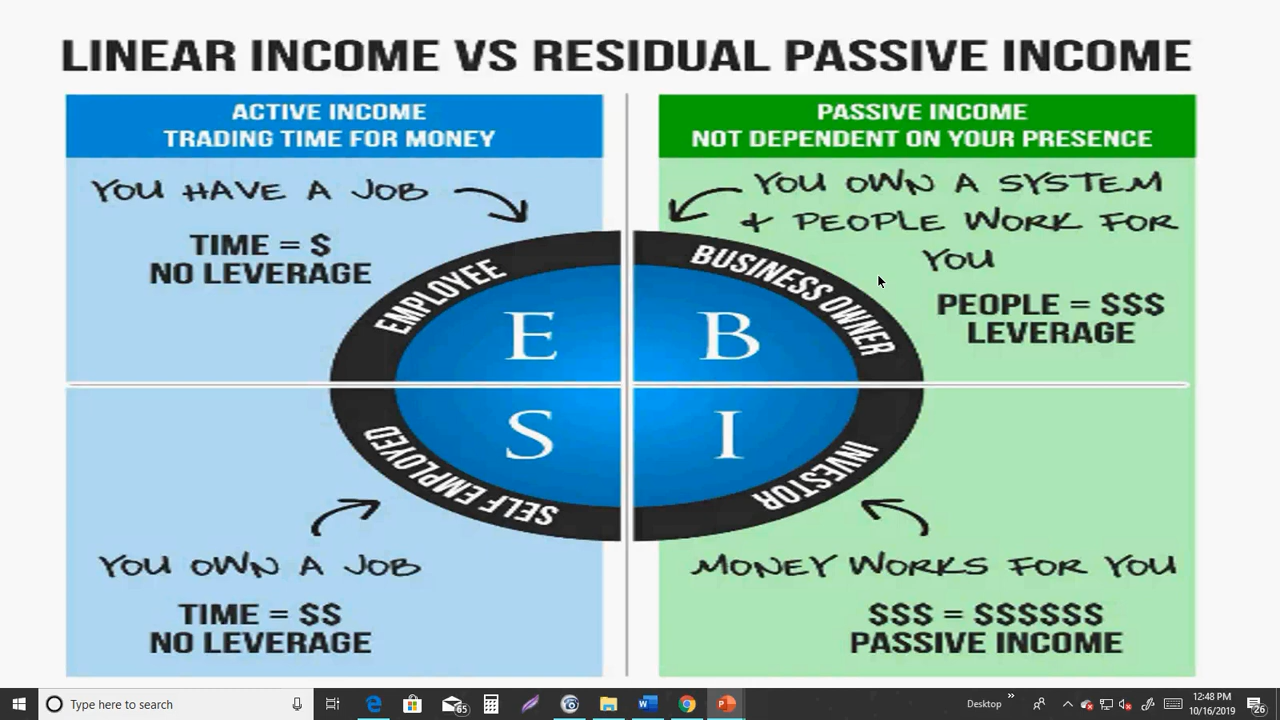 LINEAR INCOME VS RESIDUAL PASSIVE INCOME
ACTIVE INCOME
TRADING TIME FOR MONEY
YOU HAVE A JOB
TIME = $
NO LEVERAGE
EMPLOYEE
E
PASSIVE INCOME
NOT DEPENDENT ON YOUR PRESENCE
YOU OWN A SYSTEM
& PEOPLE WORK FOR
YOU
PEOPLE = $$$
LEVERAGE
BUSINESS OWNER
B
S
SELF EMPLOYED
YOU OWN A JOB
TIME = $$
NO LEVERAGE
I
INVESTOR
MONEY WORKS FOR YOU
$$$ = $$$$$$
PASSIVE INCOME
Type here to search
65
Desktop
12:48 PM
10/16/2019
26